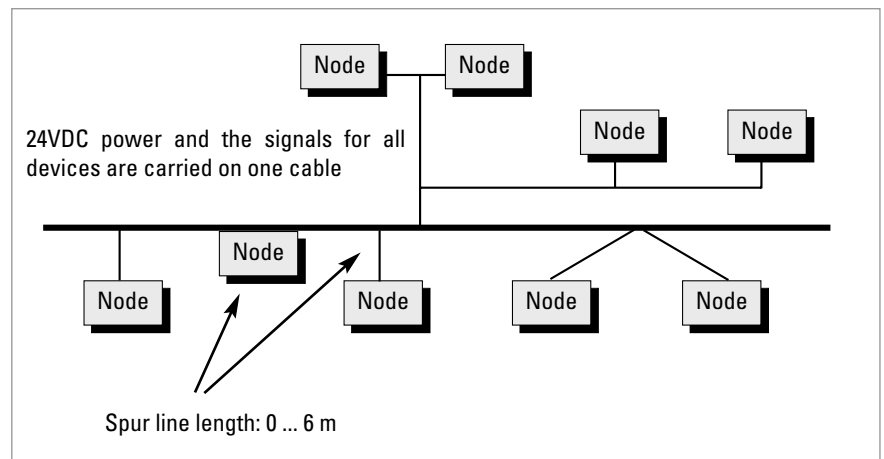 Node
Node
24VDC power and the signals for all
devices are carried on one cable
Node
Node
Node
Node
Node
Node
Node
Spur line length: 0 ... 6 m